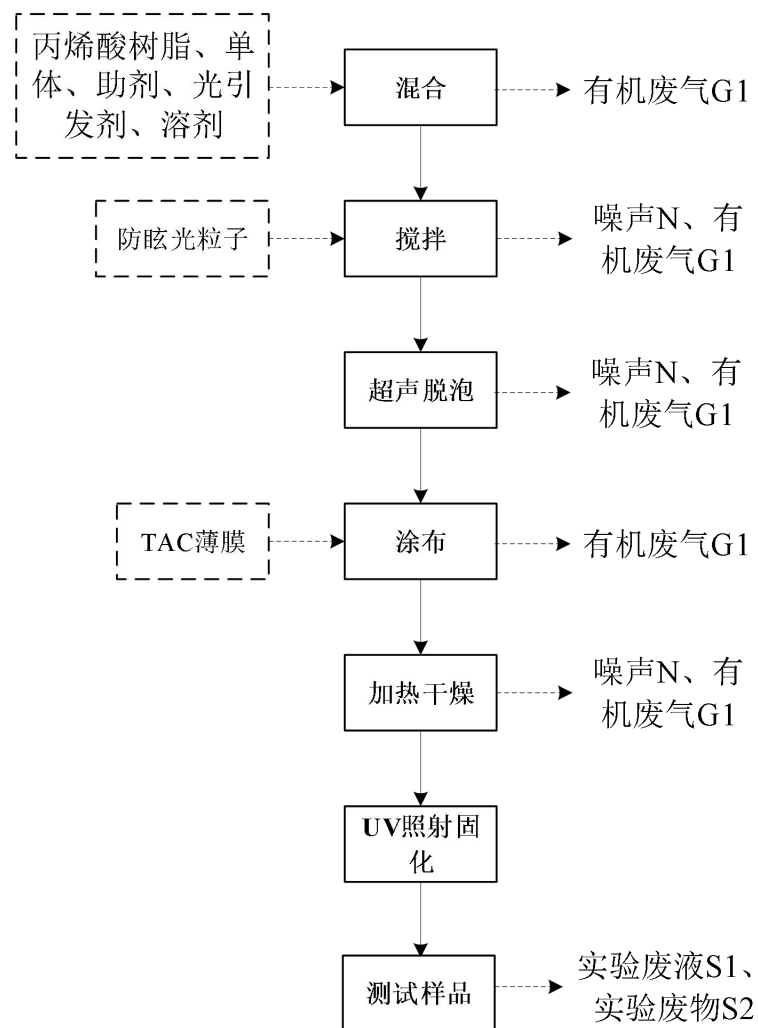 丙烯酸树脂、单
体、助剂、光引
发剂、溶剂
混合
有机废气G1
防眩光粒子
搅拌
噪声N、有
机废气G1
超声脱泡
噪声N、有
机废气G1
TAC薄膜
涂布
有机废气G1
加热干燥
噪声N、有
机废气G1
UV照射固
化
测试样品
实验废液S1、
实验废物S2